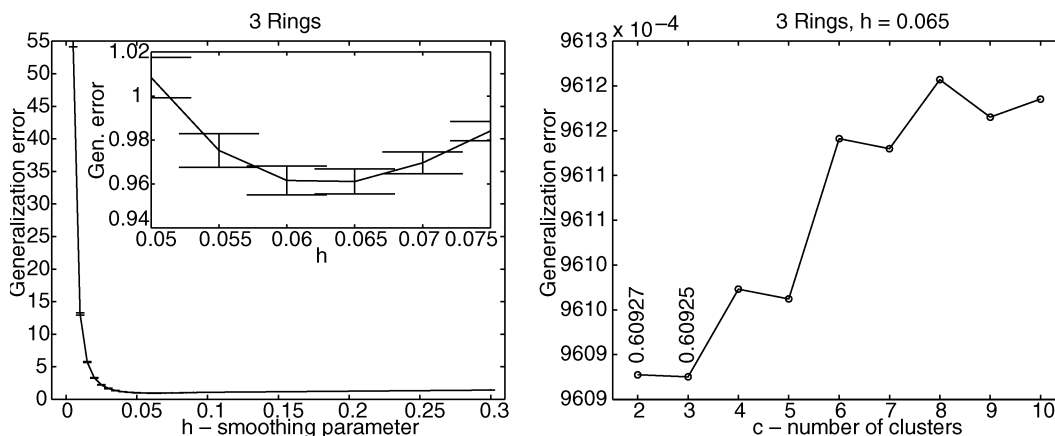 3 Rings
Generalization error
55
50
45
40
35
30
25
20
15
10
5
0
0 0.05 0.1 0.15 0.2 0.25 0.3
h – smoothing parameter
Gen. error
1.02
1
0.98
0.96
0.94
0.05 0.055 0.06 0.065 0.07 0.075
h
3 Rings, h = 0.065
x 10⁻⁴
Generalization error
9613
9612
9612
9611
9611
9610
9610
9609
9609
0.60927
0.60925
2 3 4 5 6 7 8 9 10
c – number of clusters